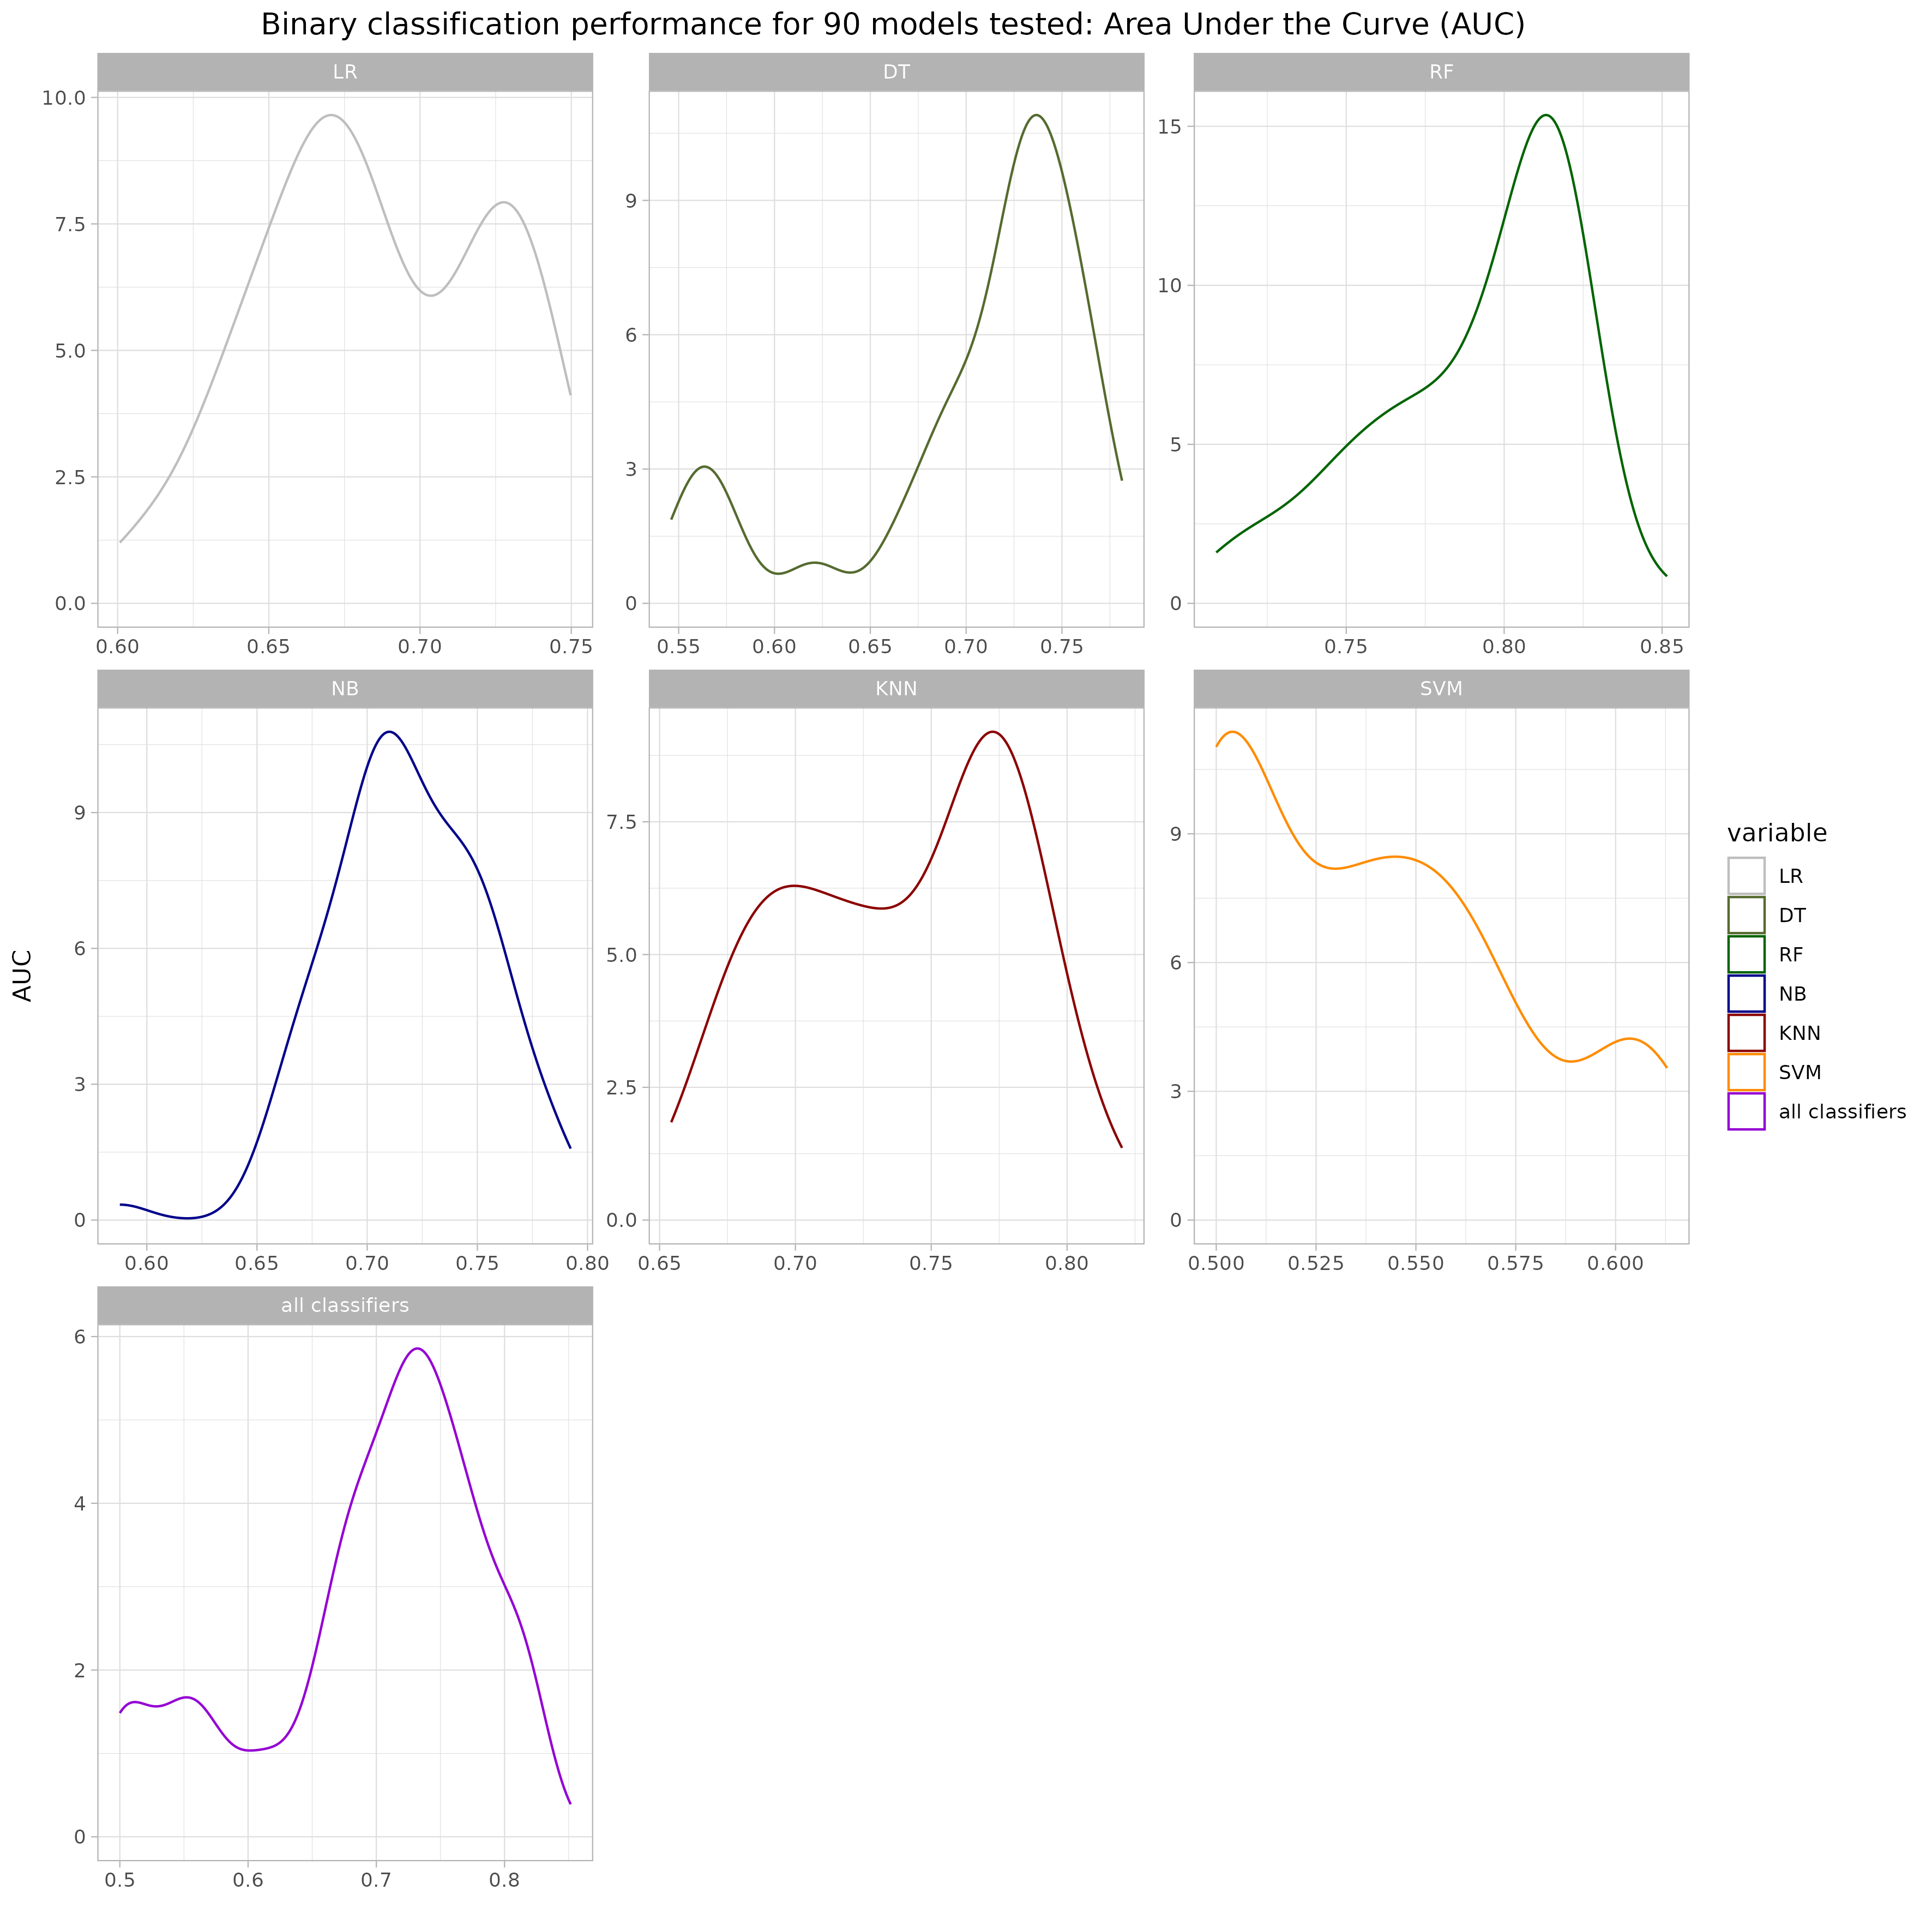 Binary classification performance for 90 models tested: Area Under the Curve (AUC)
LR
DT
RF
10.0
7.5
5.0
2.5
0.0
9
6
3
0
15
10
5
0
0.60 0.65 0.70 0.75
0.55 0.60 0.65 0.70 0.75
0.75 0.80 0.85
NB
KNN
SVM
9
6
3
0
7.5
5.0
2.5
0.0
9
6
3
0
0.60 0.65 0.70 0.75 0.80
0.65 0.70 0.75 0.80
0.500 0.525 0.550 0.575 0.600
all classifiers
6
4
2
0
0.5 0.6 0.7 0.8
AUC
variable
LR
DT
RF
NB
KNN
SVM
all classifiers